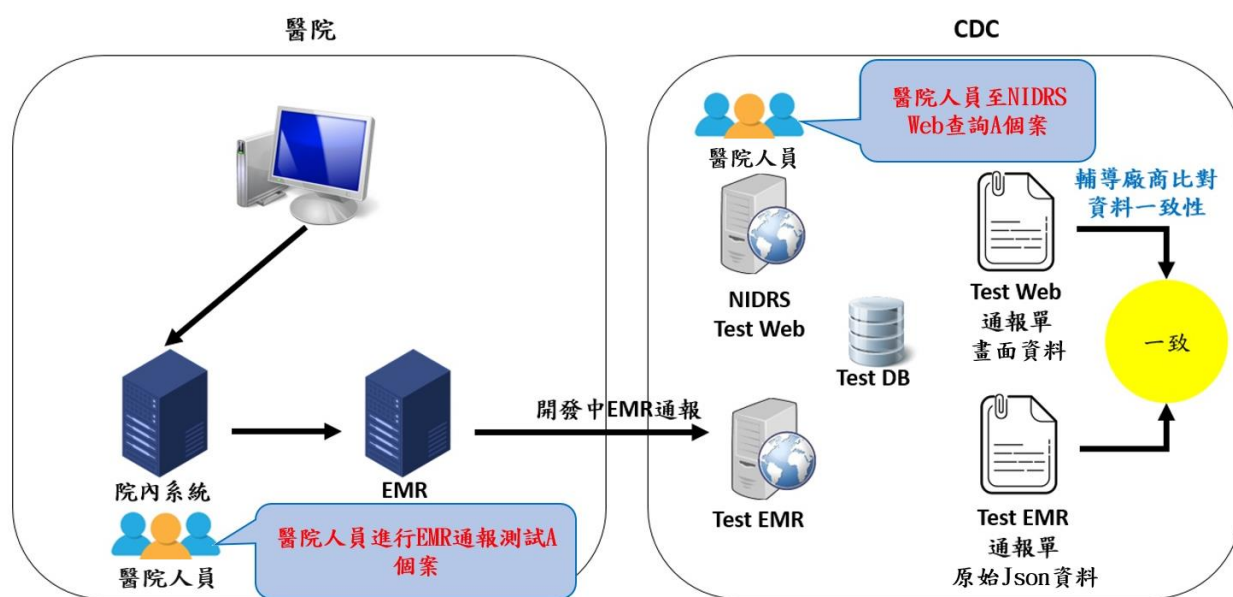 醫院
院內系統
EMR
醫院人員
醫院人員進行EMR通報測試A
個案
開發中EMR通報
CDC
醫院人員
醫院人員至NIDRS
Web查詢A個案
NIDRS
Test Web
Test DB
Test EMR
Test Web
通報單
畫面資料
輔導廠商比對
資料一致性
一致
Test EMR
通報單
原始Json資料